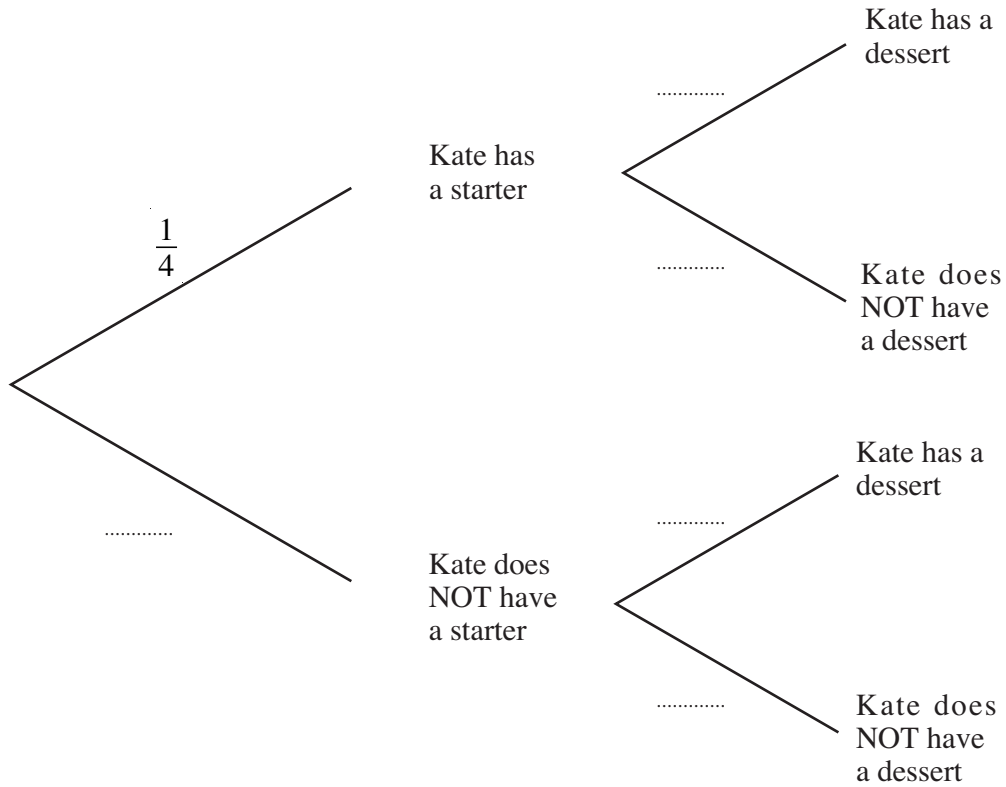 Kate has a
dessert
.............
Kate has
a starter
1
4
.............
Kate does
NOT have
a dessert
Kate has a
dessert
.............
.............
Kate does
NOT have
a starter
.............
Kate does
NOT have
a dessert